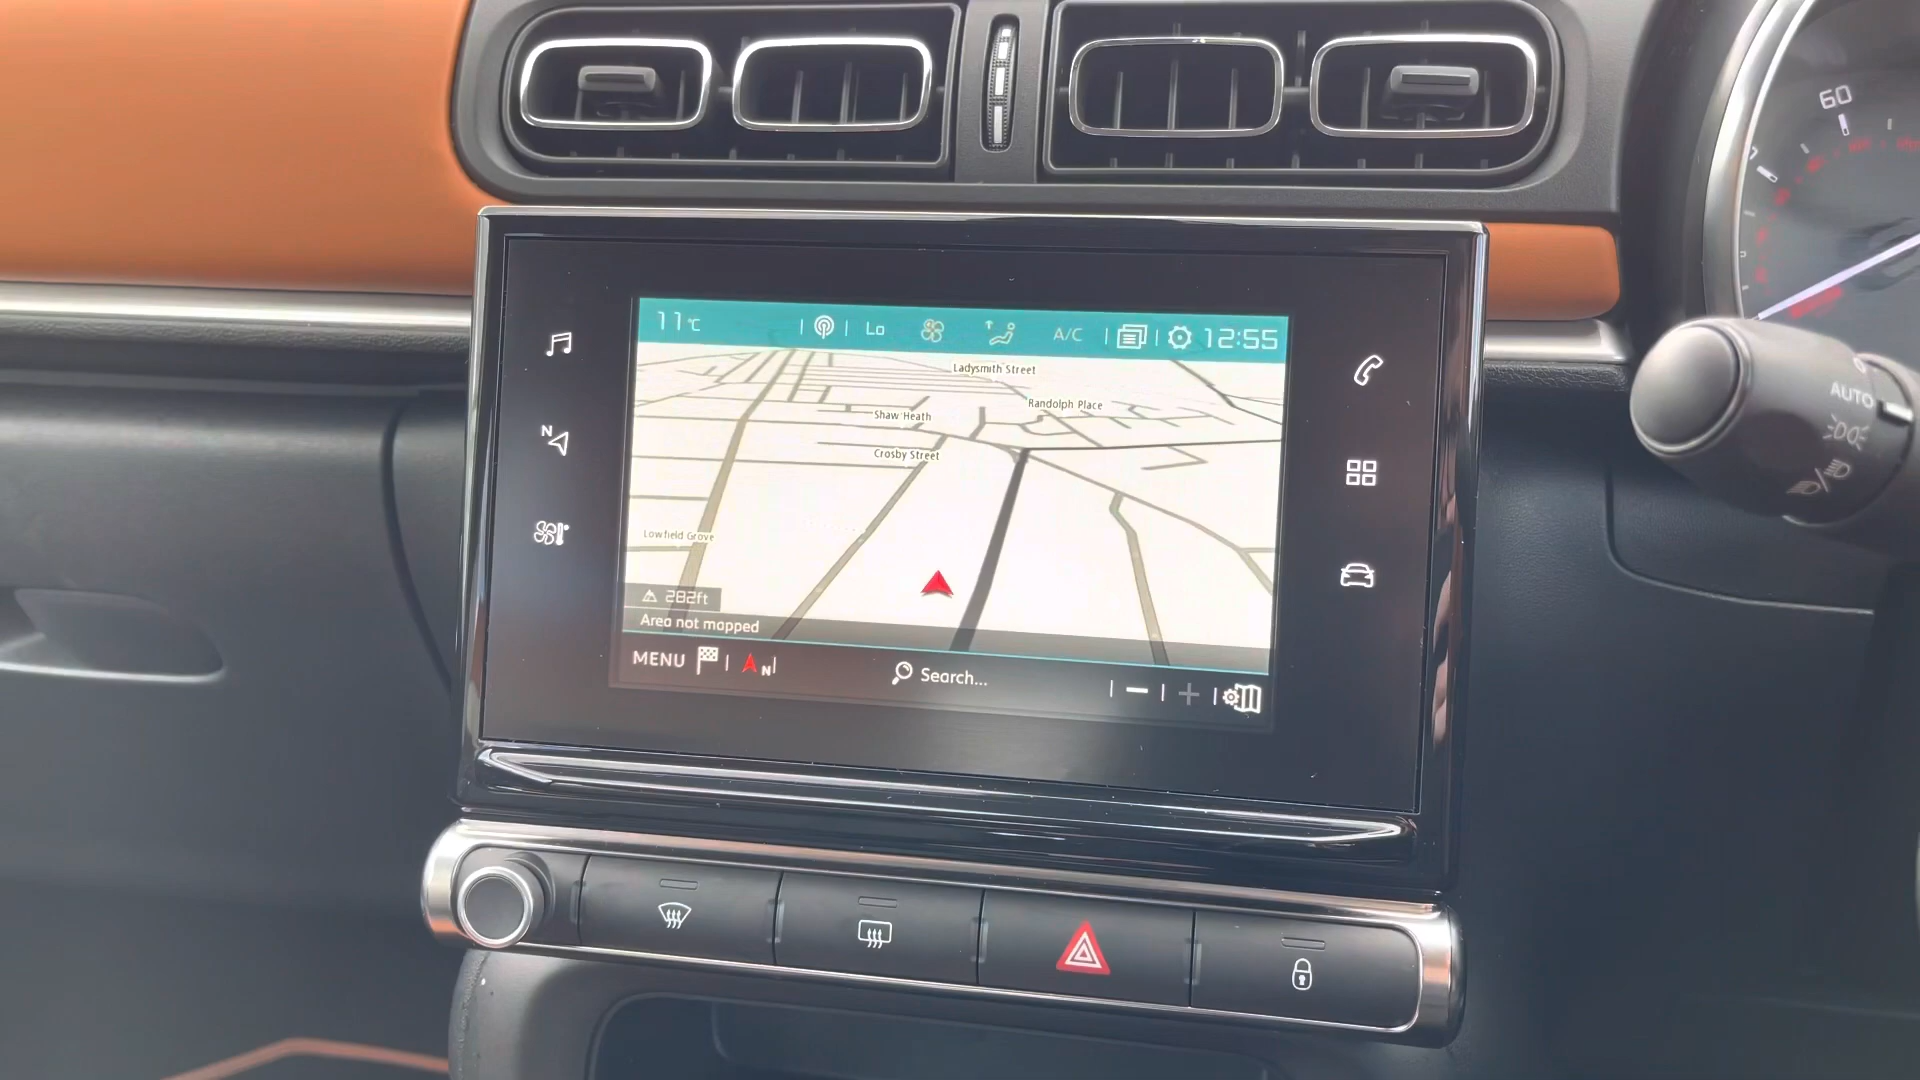 60
11°C Lo A/C 12:55
Ladysmith Street
Randolph Place
Shaw Heath
Crosby Street
Lowfield Grove
N
282ft
Area not mapped
MENU N Search...
AUTO